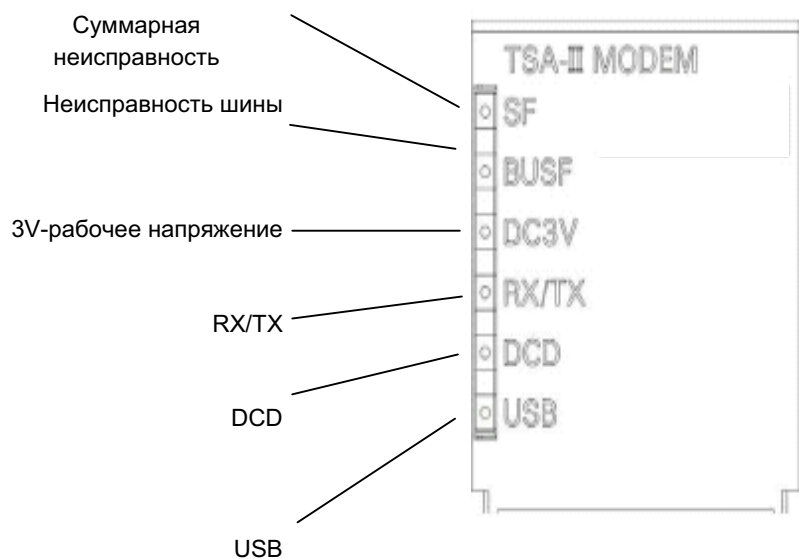 Суммарная
неисправность
Неисправность шины
3V-рабочее напряжение
RX/TX
DCD
USB
TSA-III MODEM
SF
BUSF
DC3V
RX/TX
DCD
USB